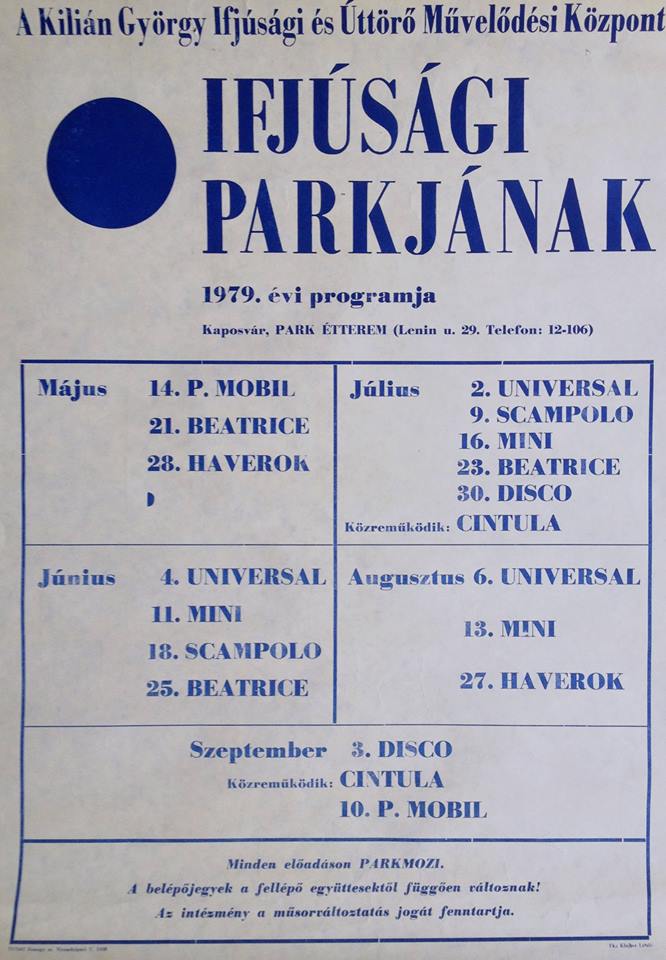 A Kilián György Ifjúsági és Úttörő Művelődési Központ
IFJÚSÁGI
PARKJÁNAK
1979. évi programja
Kaposvár, PARK ÉTTEREM (Lenin u. 29. Telefon: 12-106)
Május 14. P. MOBIL
21. BEATRICE
28. HAVEROK
Július 2. UNIVERSAL
9. SCAMPOLO
16. MINI
23. BEATRICE
30. DISCO
Közreműködik: CINTULA
Június 4. UNIVERSAL
11. MINI
18. SCAMPOLO
25. BEATRICE
Augusztus 6. UNIVERSAL
13. MINI
27. HAVEROK
Szeptember 3. DISCO
Közreműködik: CINTULA
10. P. MOBIL
Minden előadáson PARKMOZI.
A belépőjegyek a fellépő együttesektől függően változnak!
Az intézmény a műsorváltoztatás jogát fenntartja.